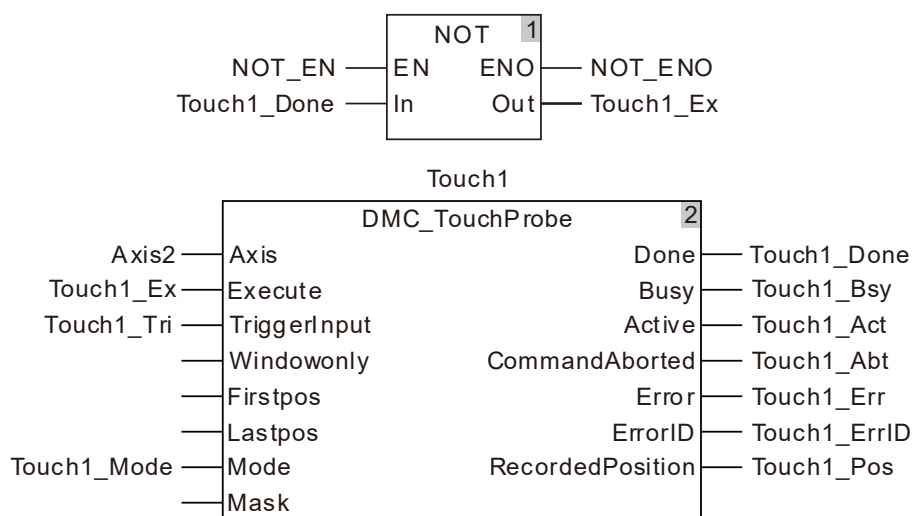 NOT 1
NOT_EN EN ENO NOT_ENO
Touch1_Done In Out Touch1_Ex
Touch1
DMC_TouchProbe 2
Axis2 Axis Done Touch1_Done
Touch1_Ex Execute Busy Touch1_Bsy
Touch1_Tri TriggerInput Active Touch1_Act
Windowonly CommandAborted Touch1_Abt
Firstpos Error Touch1_Err
Lastpos ErrorID Touch1_ErrID
Touch1_Mode Mode RecordedPosition Touch1_Pos
Mask